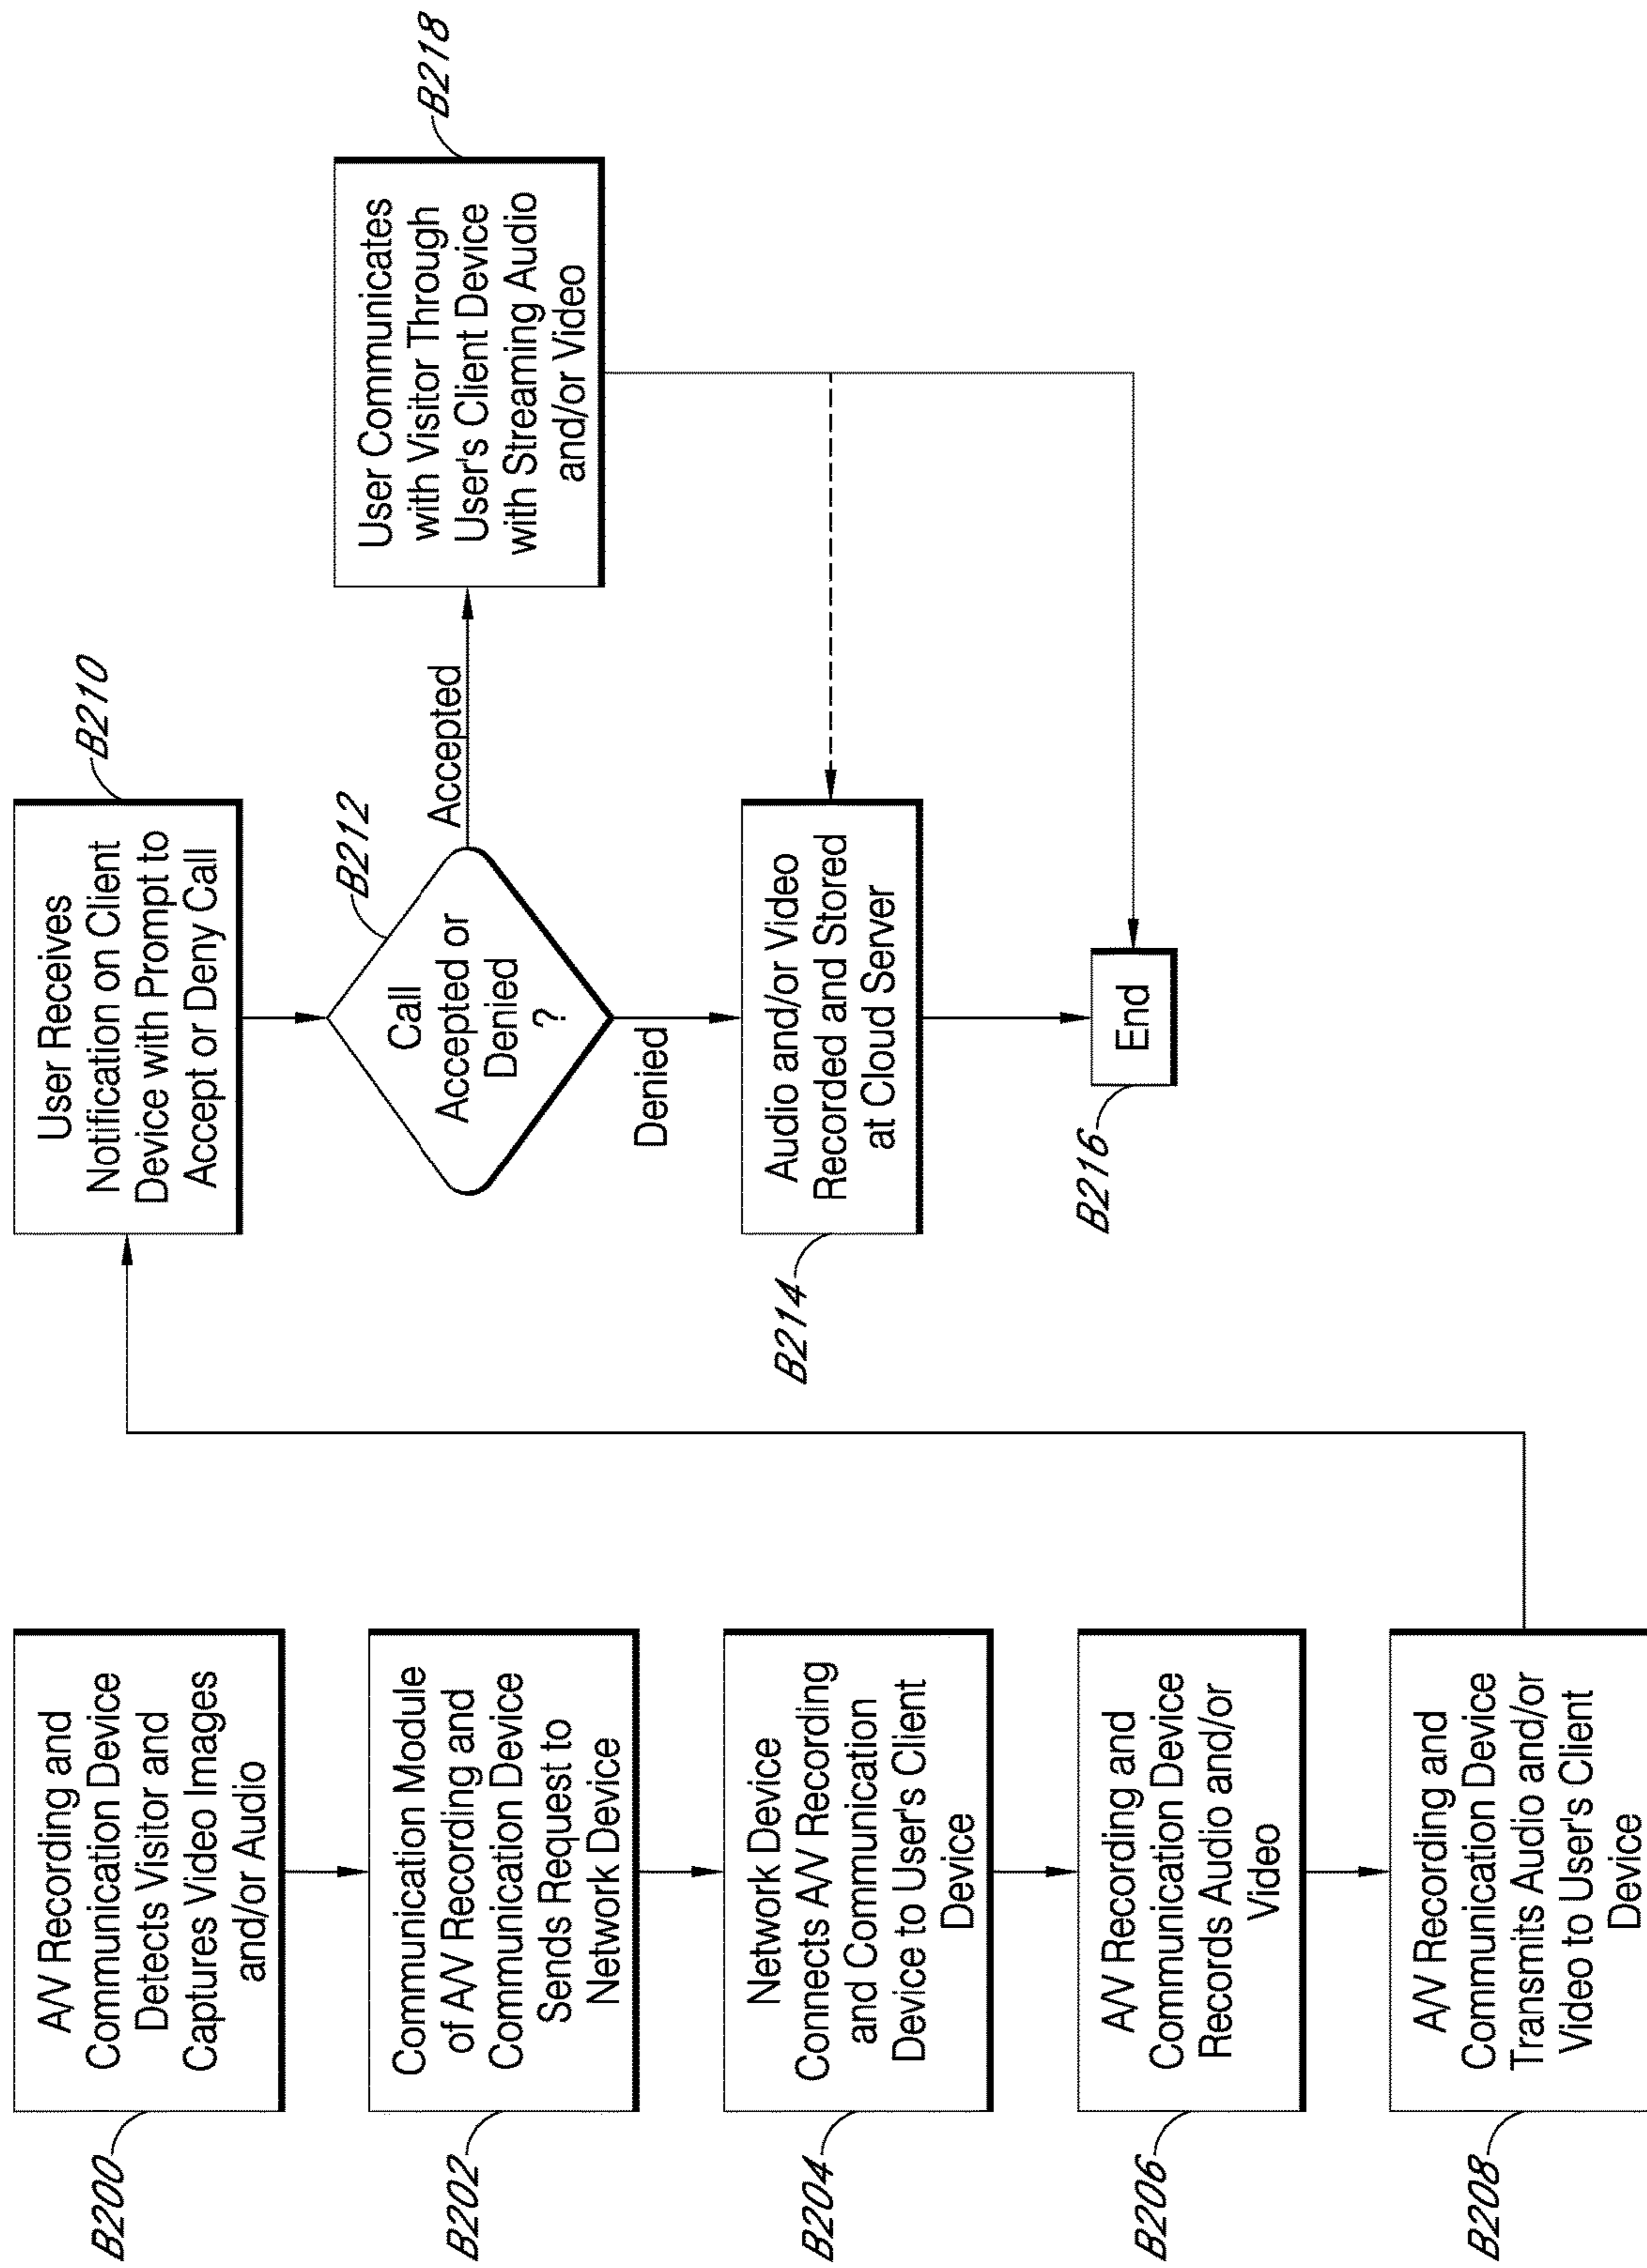 B200
A/V Recording and
Communication Device
Detects Visitor and
Captures Video Images
and/or Audio
B202
Communication Module
of A/V Recording and
Communication Device
Sends Request to
Network Device
B204
Network Device
Connects A/V Recording
and Communication
Device to User's Client
Device
B206
A/V Recording and
Communication Device
Records Audio and/or
Video
B208
A/V Recording and
Communication Device
Transmits Audio and/or
Video to User's Client
Device
B210
User Receives
Notification on Client
Device with Prompt to
Accept or Deny Call
B212
Call
Accepted or
Denied
?
Accepted
Denied
B218
User Communicates
with Visitor Through
User's Client Device
with Streaming Audio
and/or Video
B214
Audio and/or Video
Recorded and Stored
at Cloud Server
B216
End